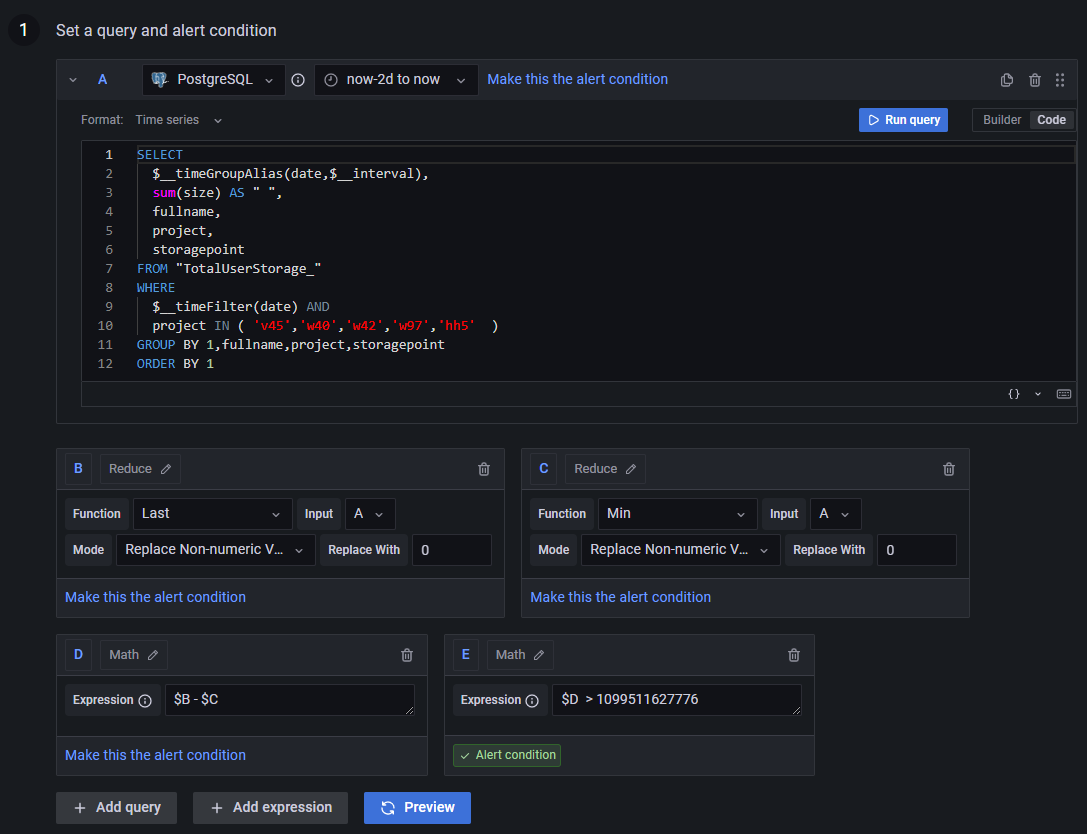 1 Set a query and alert condition
A PostgreSQL now-2d to now Make this the alert condition
Format: Time series Run query Builder Code
1 SELECT
2 $__timeGroupAlias(date,$__interval),
3 sum(size) AS " ",
4 fullname,
5 project,
6 storagepoint
7 FROM "TotalUserStorage_"
8 WHERE
9 $__timeFilter(date) AND
10 project IN ( 'v45','w40','w42','w97','hh5' )
11 GROUP BY 1,fullname,project,storagepoint
12 ORDER BY 1
{}
B Reduce
Function Last Input A
Mode Replace Non-numeric V... Replace With 0
Make this the alert condition
C Reduce
Function Min Input A
Mode Replace Non-numeric V... Replace With 0
Make this the alert condition
D Math
Expression $B - $C
Make this the alert condition
E Math
Expression $D > 1099511627776
Alert condition
+ Add query + Add expression Preview